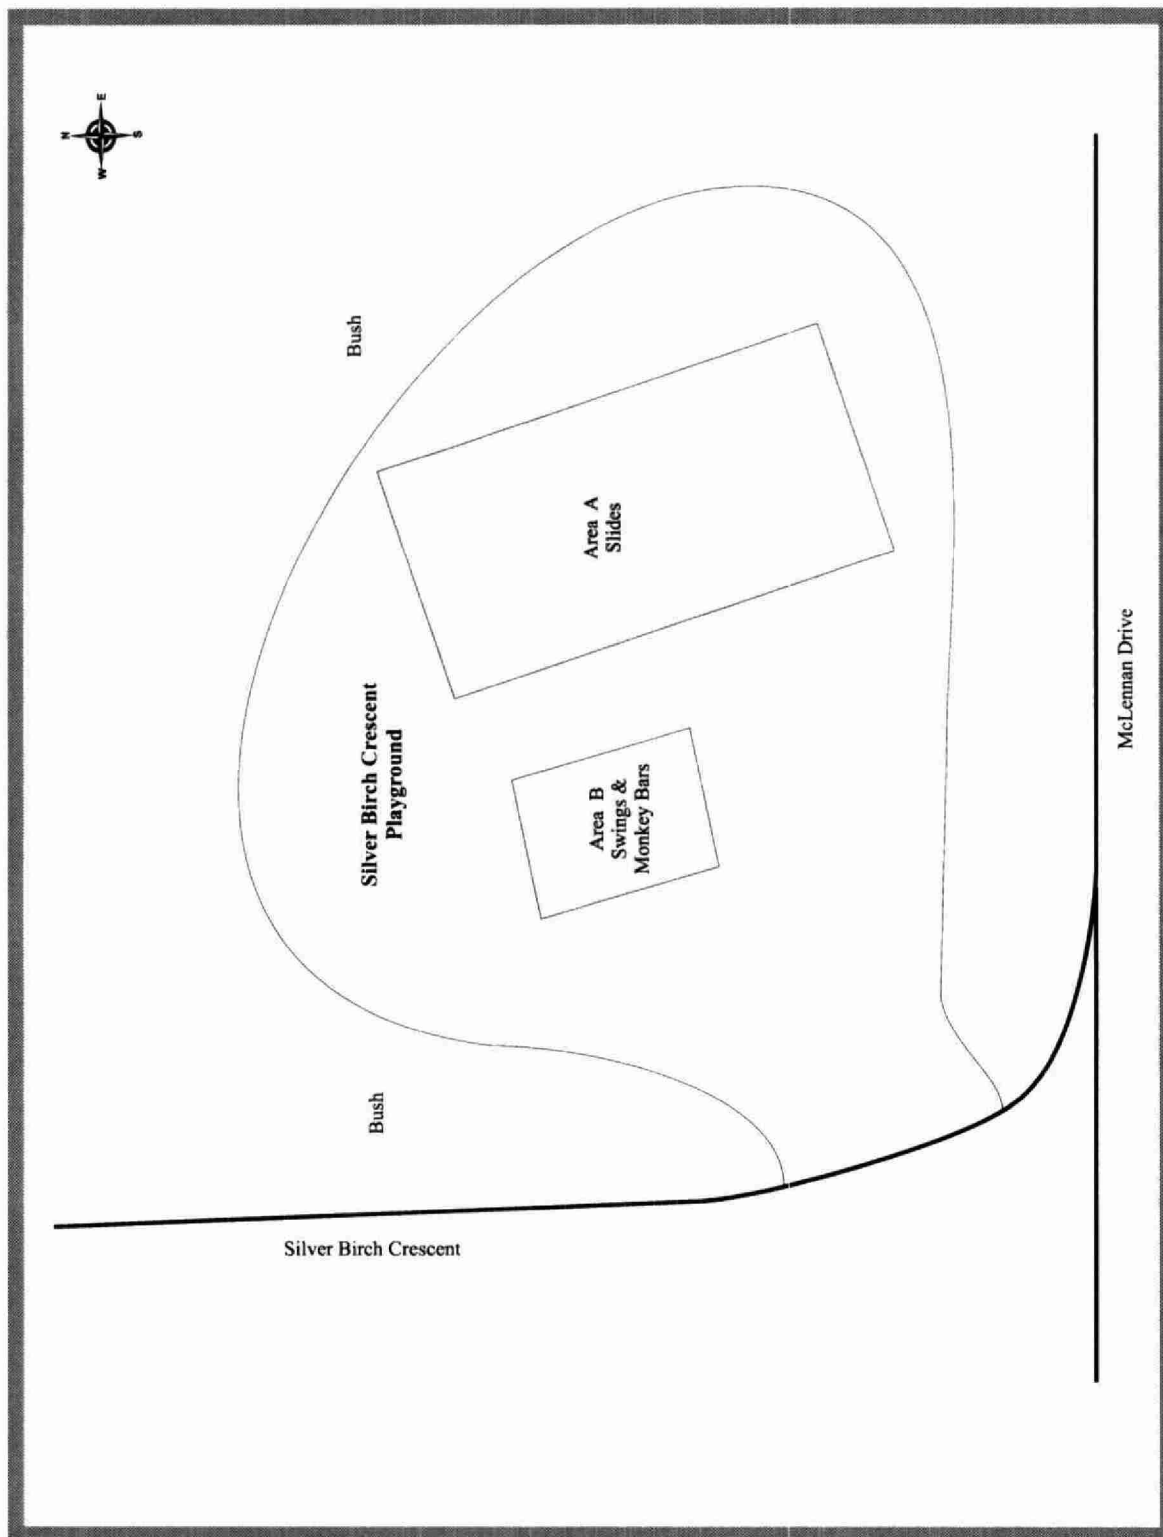 N
E
S
W
Bush
Silver Birch Crescent
Playground
Area A
Slides
Area B
Swings &
Monkey Bars
Bush
Silver Birch Crescent
McLennan Drive